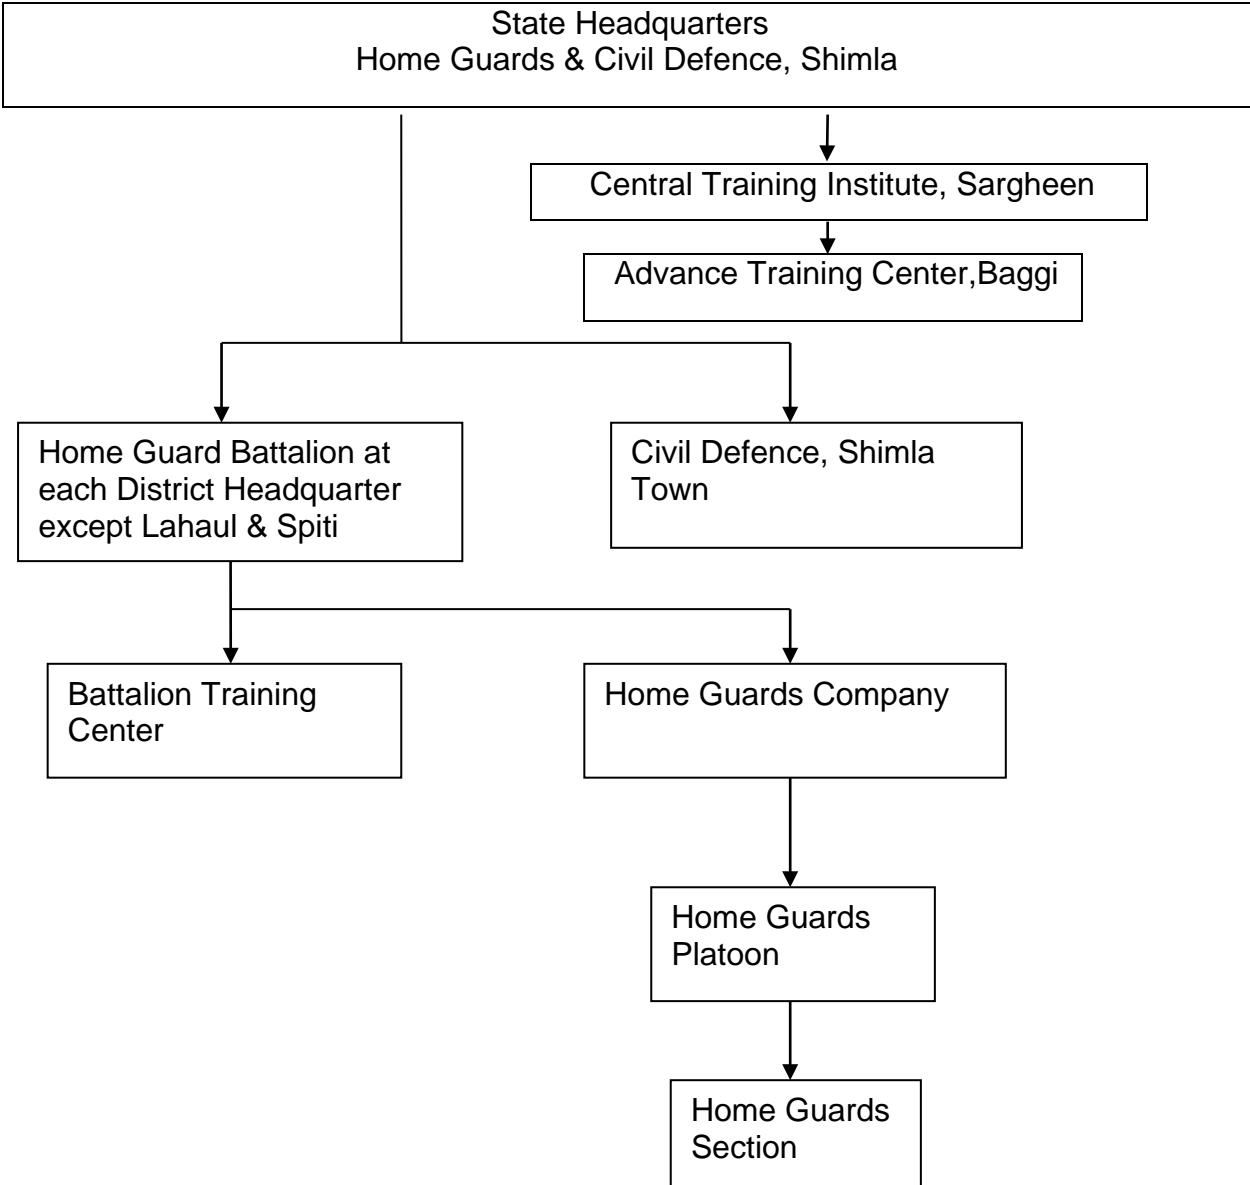 State Headquarters
Home Guards & Civil Defence, Shimla
Central Training Institute, Sargheen
Advance Training Center,Baggi
Home Guard Battalion at
each District Headquarter
except Lahaul & Spiti
Civil Defence, Shimla
Town
Battalion Training
Center
Home Guards Company
Home Guards
Platoon
Home Guards
Section